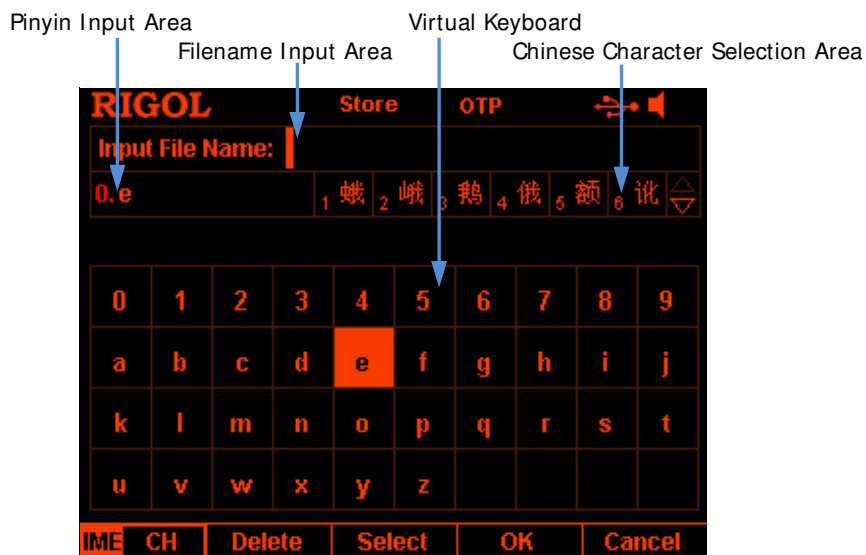 Pinyin Input Area Virtual Keyboard
Filename Input Area Chinese Character Selection Area
RIGOL Store OTP
Input File Name:
0.e 1 蛾 2 峨 3 鹅 4 俄 5 额 6 讹
0 1 2 3 4 5 6 7 8 9
a b c d e f g h i j
k l m n o p q r s t
u v w x y z
IME CH Delete Select OK Cancel